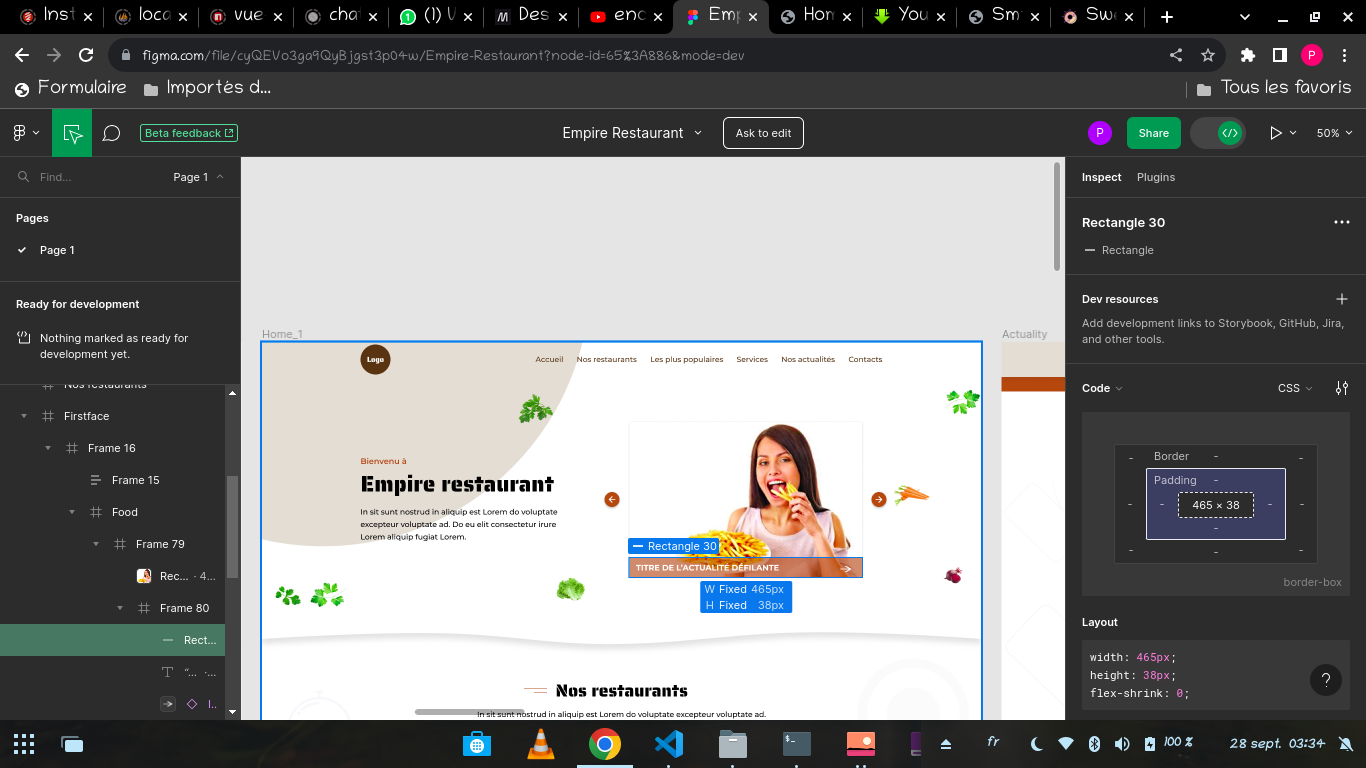 Inst
loca
vue
cha
(1) V
Des
enc
Emp
Hom
You
Sm
Swe
figma.com/file/cyQEVo3ga9QyBjgst3p04w/Empire-Restaurant?node-id=65%3A886&mode=dev
P
Formulaire
Importés d...
Tous les favoris
Beta feedback
Empire Restaurant
Ask to edit
P
Share
50%
Find...
Page 1
Inspect
Plugins
Pages
Page 1
Rectangle 30
Rectangle
Ready for development
Nothing marked as ready for
development yet.
Dev resources
Add development links to Storybook, GitHub, Jira,
and other tools.
Nos restaurants
Firstface
Frame 16
Frame 15
Food
Frame 79
Rec... · 4...
Frame 80
Rect...
“... ·...
I..
Home_1
Actuality
Logo
Accueil
Nos restaurants
Les plus populaires
Services
Nos actualités
Contacts
Bienvenu à
Empire restaurant
In sit sunt nostrud in aliquip est Lorem do voluptate
excepteur voluptate ad. Do eu elit consectetur irure
Lorem aliquip fugiat Lorem.
Rectangle 30
TITRE DE L'ACTUALITÉ DÉFILANTE
W Fixed 465px
H Fixed 38px
Nos restaurants
In sit sunt nostrud in aliquip est Lorem do voluptate excepteur voluptate ad.
Code
CSS
Border
Padding
465 × 38
border-box
Layout
width: 465px;
height: 38px;
flex-shrink: 0;
?
fr
100 %
28 sept. 03:34